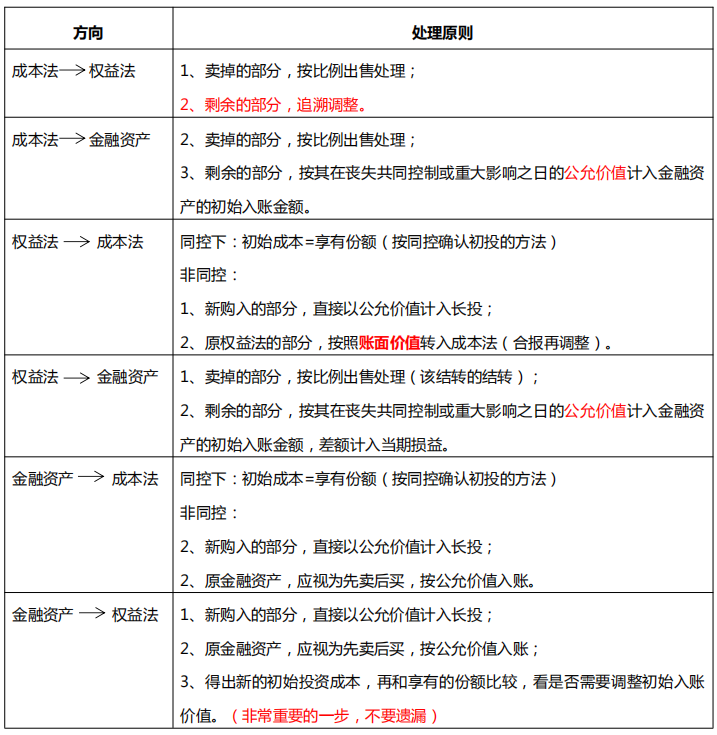 方向 处理原则
成本法→权益法 1、卖掉的部分，按比例出售处理；
2、剩余的部分，追溯调整。
成本法→金融资产 2、卖掉的部分，按比例出售处理；
3、剩余的部分，按其在丧失共同控制或重大影响之日的公允价值计入金融资
产的初始入账金额。
权益法 → 成本法 同控下：初始成本=享有份额（按同控确认初投的方法）
非同控：
1、新购入的部分，直接以公允价值计入长投；
2、原权益法的部分，按照账面价值转入成本法（合报再调整）。
权益法 → 金融资产 1、卖掉的部分，按比例出售处理（该结转的结转）；
2、剩余的部分，按其在丧失共同控制或重大影响之日的公允价值计入金融资
产的初始入账金额，差额计入当期损益。
金融资产 → 成本法 同控下：初始成本=享有份额（按同控确认初投的方法）
非同控：
2、新购入的部分，直接以公允价值计入长投；
2、原金融资产，应视为先卖后买，按公允价值入账。
金融资产 → 权益法 1、新购入的部分，直接以公允价值计入长投；
2、原金融资产，应视为先卖后买，按公允价值入账；
3、得出新的初始投资成本，再和享有的份额比较，看是否需要调整初始入账
价值。（非常重要的一步，不要遗漏）